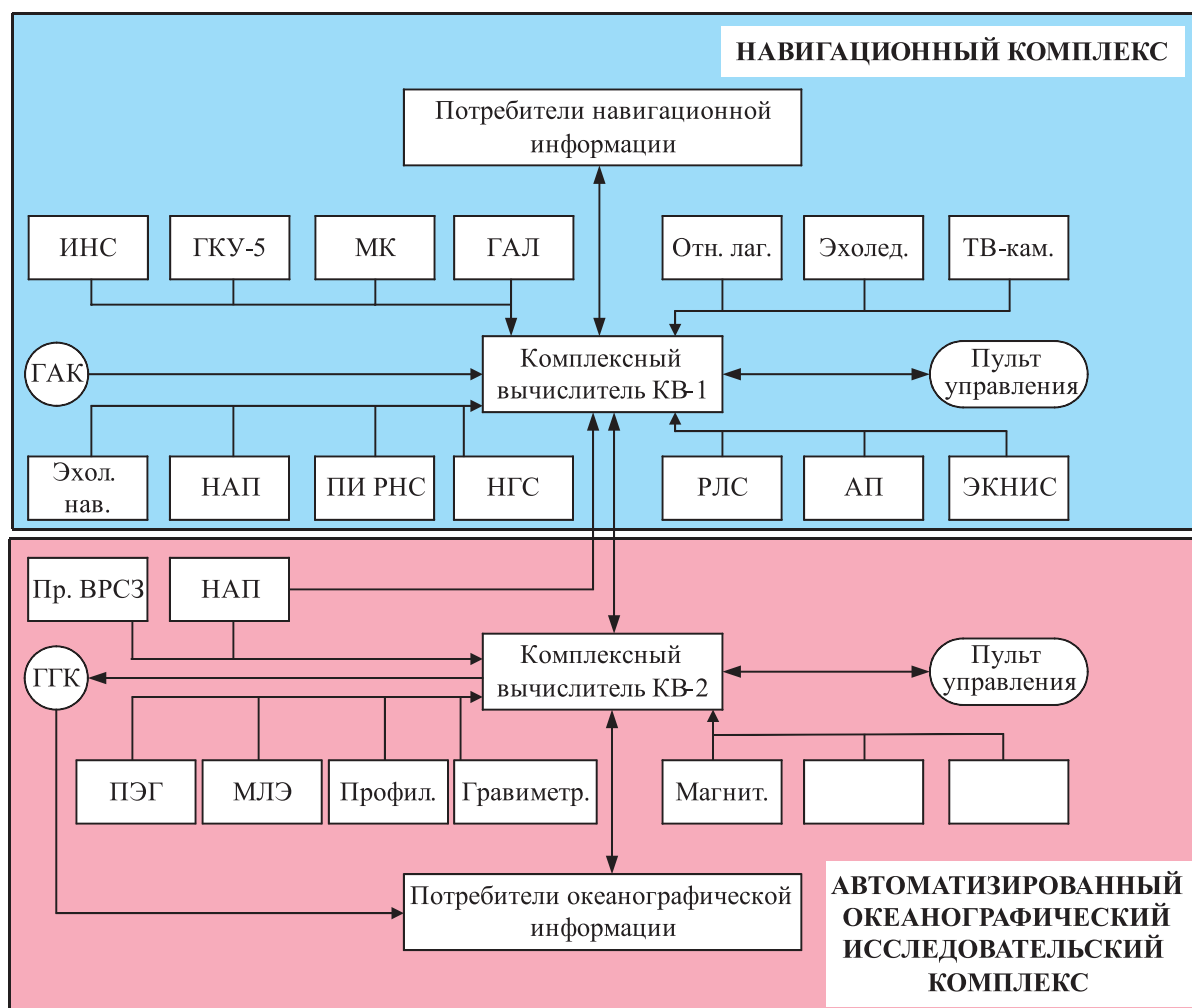 НАВИГАЦИОННЫЙ КОМПЛЕКС
Потребители навигационной
информации
ИНС
ГКУ-5
МК
ГАЛ
Отн. лаг.
Эхолед.
ТВ-кам.
ГАК
Комплексный
вычислитель КВ-1
Пульт
управления
Эхол.
нав.
НАП
ПИ РНС
НГС
РЛС
АП
ЭКНИС
Пр. ВРСЗ
НАП
ГГК
Комплексный
вычислитель КВ-2
Пульт
управления
ПЭГ
МЛЭ
Профил.
Гравиметр.
Магнит.
Потребители океанографической
информации
АВТОМАТИЗИРОВАННЫЙ
ОКЕАНОГРАФИЧЕСКИЙ
ИССЛЕДОВАТЕЛЬСКИЙ
КОМПЛЕКС